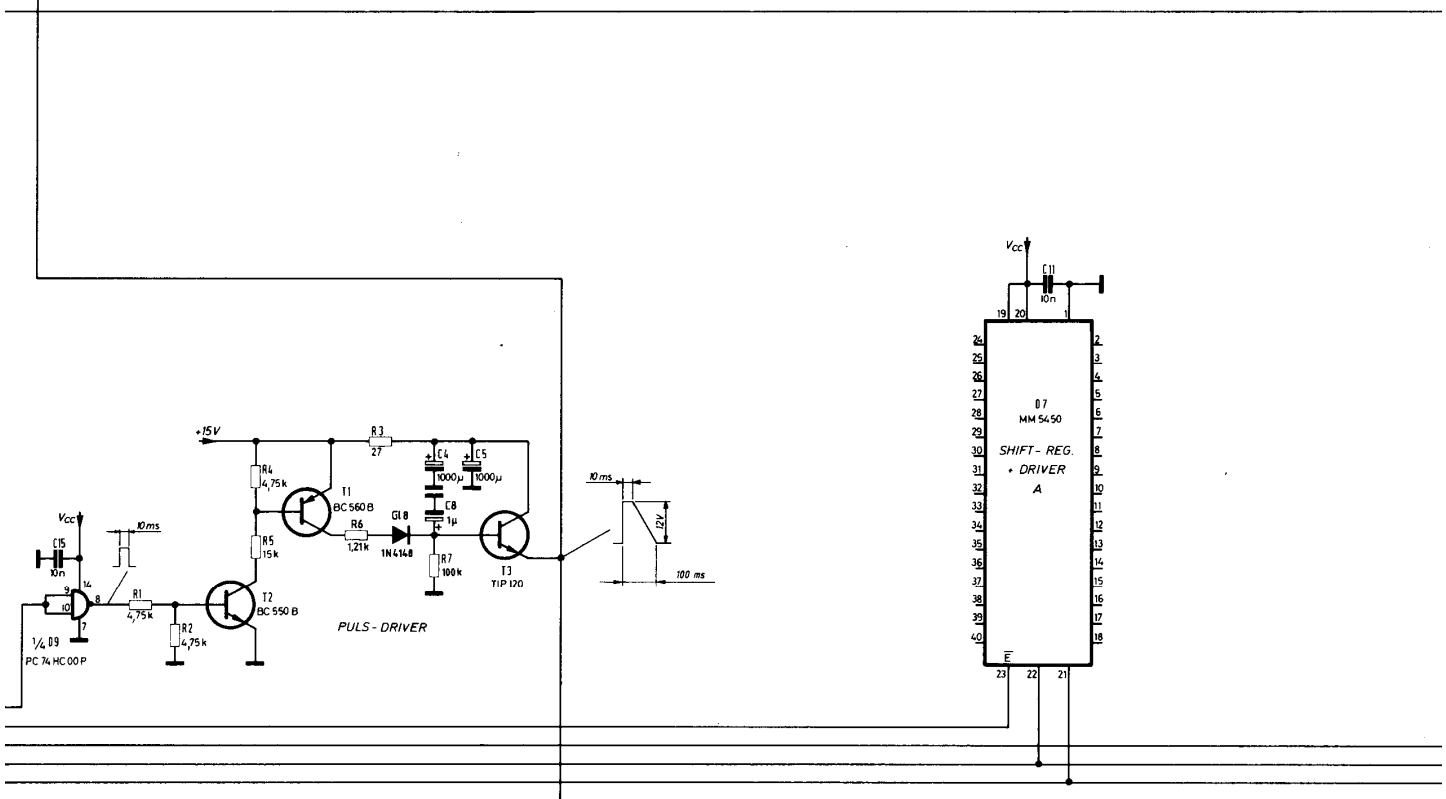 VCC
C11
10n
19
20
1
24
2
25
3
26
4
27
5
28
6
29
7
30
8
31
9
32
10
33
11
34
12
35
13
36
14
37
15
38
16
39
17
40
18
D7
MM 5450
SHIFT-REG.
+ DRIVER
A
E
23
22
21
+15V
R3
27
R4
4,75k
C4
1000µ
C5
1000µ
T1
BC 560 B
C8
1µ
R5
15k
R6
1,21k
Gl 8
1N4148
R7
100k
T3
TIP 120
10ms
12V
100 ms
VCC
C15
10n
10ms
14
9
10
8
7
R1
4,75k
R2
4,75k
T2
BC 550 B
PULS-DRIVER
1/4 D9
PC 74 HC 00 P